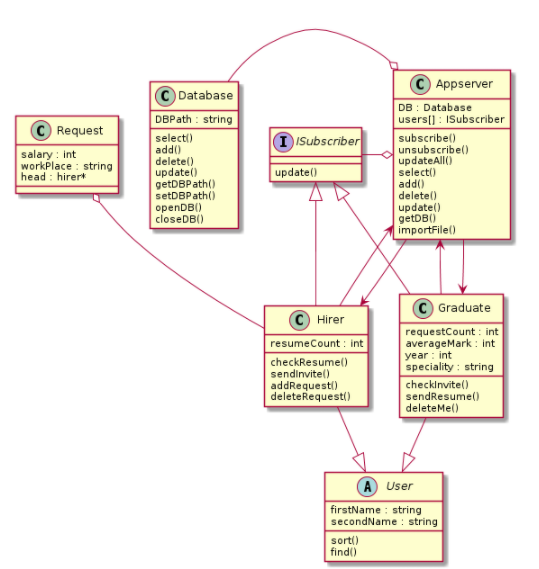 C Appserver
DB : Database
users[] : ISubscriber
subscribe()
unsubscribe()
updateAll()
select()
add()
delete()
update()
getDB()
importFile()
C Database
DBPath : string
select()
add()
delete()
update()
getDBPath()
setDBPath()
openDB()
closeDB()
C Request
salary : int
workPlace : string
head : hirer*
I ISubscriber
update()
C Hirer
resumeCount : int
checkResume()
sendInvite()
addRequest()
deleteRequest()
C Graduate
requestCount : int
averageMark : int
year : int
speciality : string
checkInvite()
sendResume()
deleteMe()
A User
firstName : string
secondName : string
sort()
find()